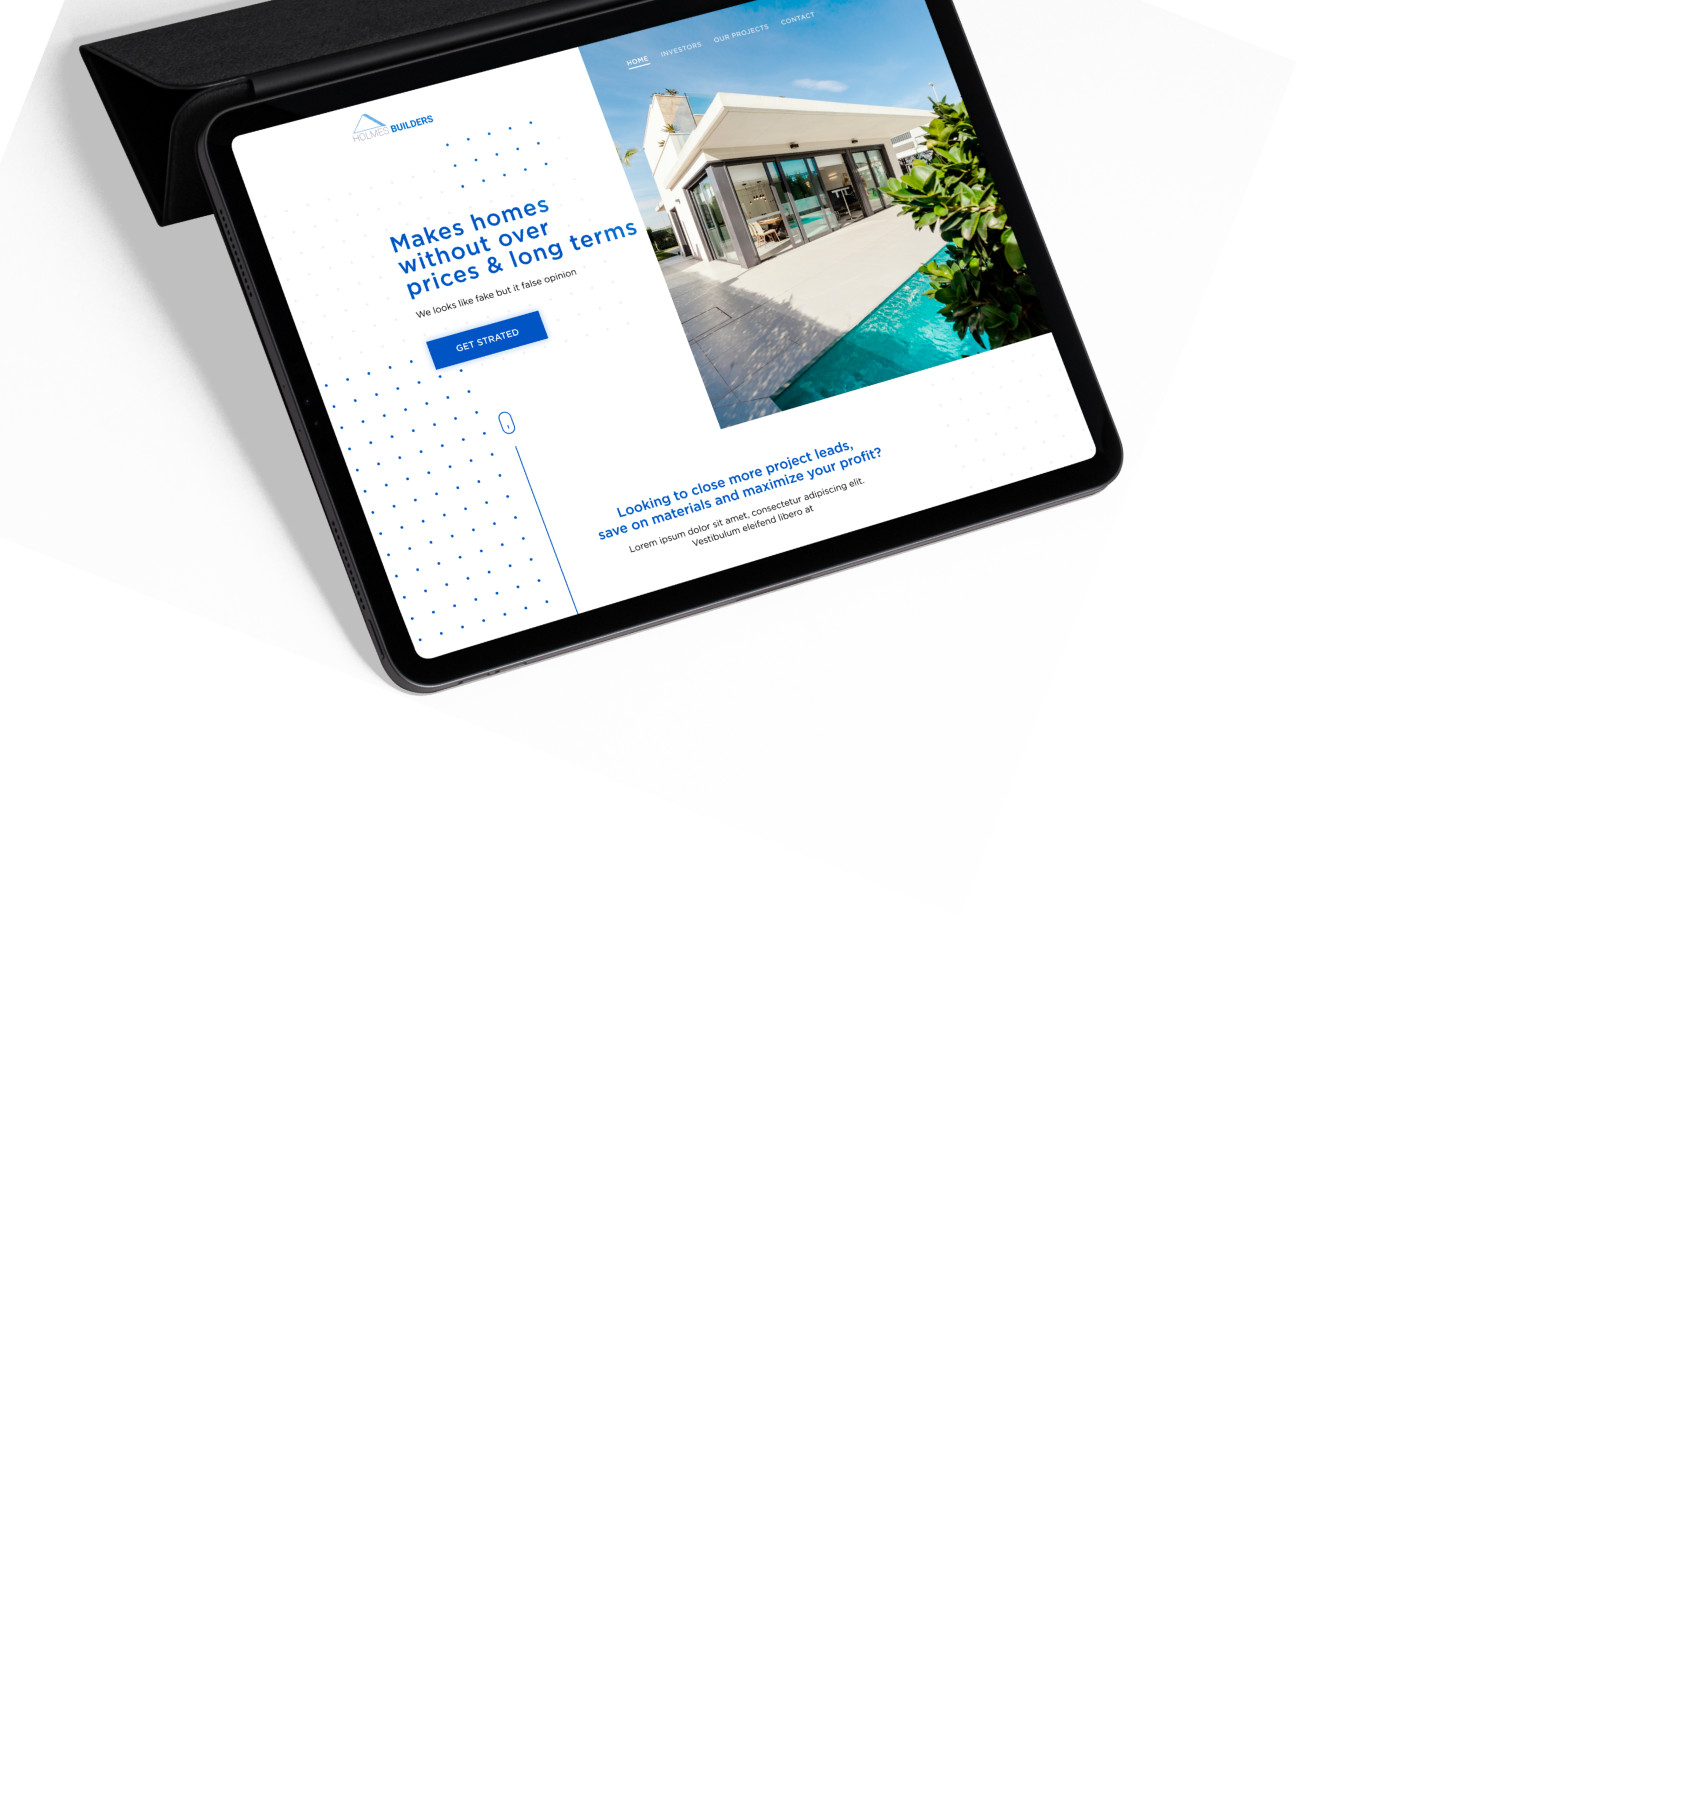 HOME INVESTORS OUR PROJECTS CONTACT
HOLMES BUILDERS
Makes homes
without over
prices & long terms
We looks like fake but it false opinion
GET STRATED
Looking to close more project leads,
save on materials and maximize your profit?
Lorem ipsum dolor sit amet, consectetur adipiscing elit.
Vestibulum eleifend libero at